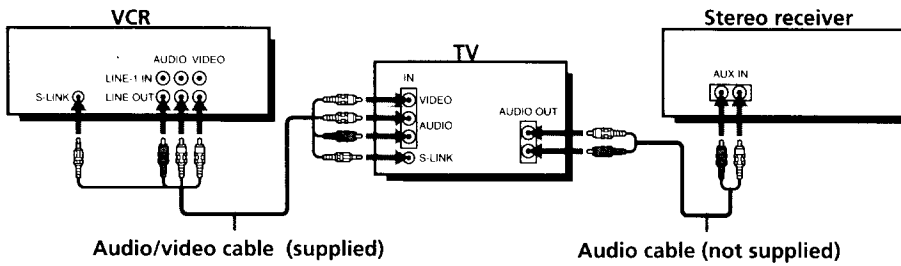 VCR
AUDIO VIDEO
LINE-1 IN
S-LINK
LINE OUT
TV
IN
VIDEO
AUDIO
S-LINK
AUDIO OUT
Stereo receiver
AUX IN
Audio/video cable (supplied)
Audio cable (not supplied)